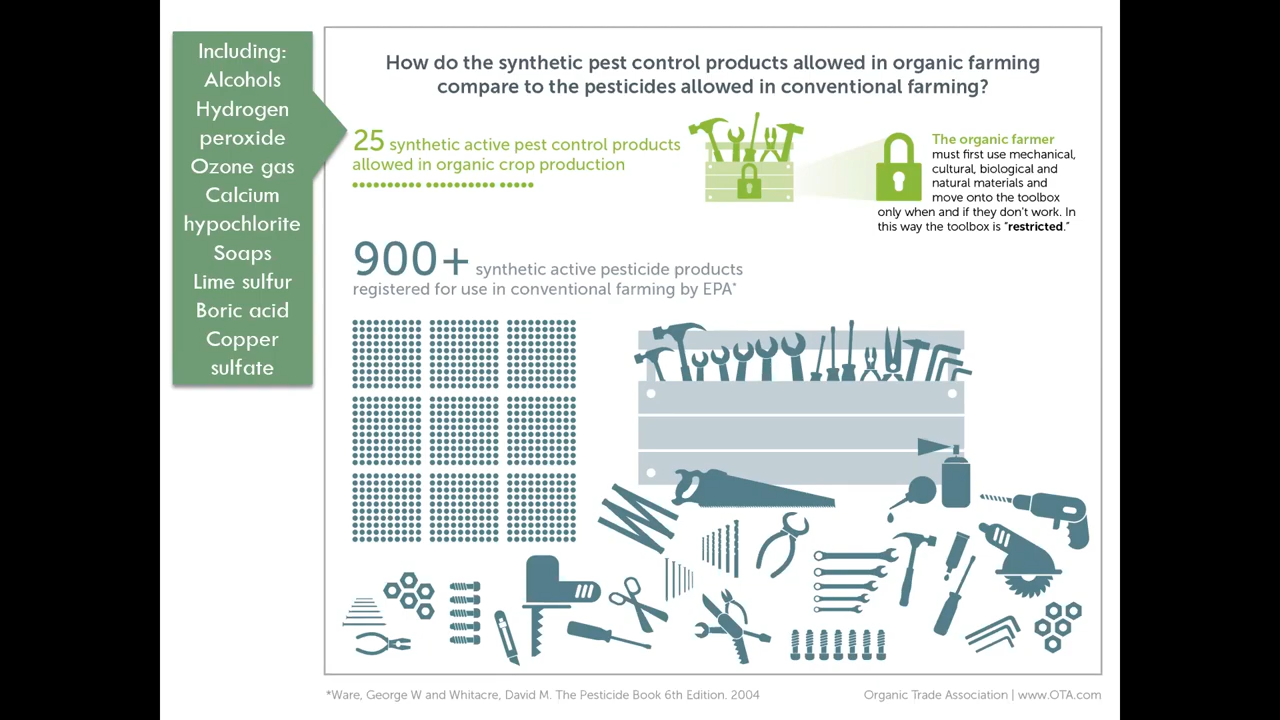 Including:
Alcohols
Hydrogen
peroxide
Ozone gas
Calcium
hypochlorite
Soaps
Lime sulfur
Boric acid
Copper
sulfate
How do the synthetic pest control products allowed in organic farming
compare to the pesticides allowed in conventional farming?
25 synthetic active pest control products
allowed in organic crop production
The organic farmer
must first use mechanical,
cultural, biological and
natural materials and
move onto the toolbox
only when and if they don't work. In
this way the toolbox is "restricted."
900+ synthetic active pesticide products
registered for use in conventional farming by EPA*
*Ware, George W and Whitacre, David M. The Pesticide Book 6th Edition. 2004
Organic Trade Association | www.OTA.com